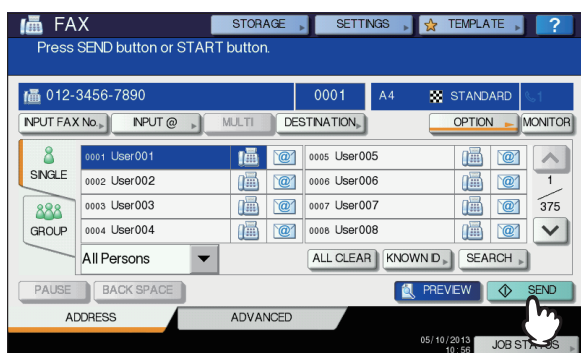 FAX STORAGE SETTINGS TEMPLATE ?
Press SEND button or START button.
012-3456-7890 0001 A4 STANDARD 1
INPUT FAX No. INPUT @ MULTI DESTINATION OPTION MONITOR
SINGLE
0001 User001 0005 User005
0002 User002 0006 User006
1
0003 User003 0007 User007
375
GROUP
0004 User004 0008 User008
All Persons ALL CLEAR KNOWN ID SEARCH
PAUSE BACK SPACE PREVIEW SEND
ADDRESS ADVANCED
05/10/2013
10:56
JOB STATUS